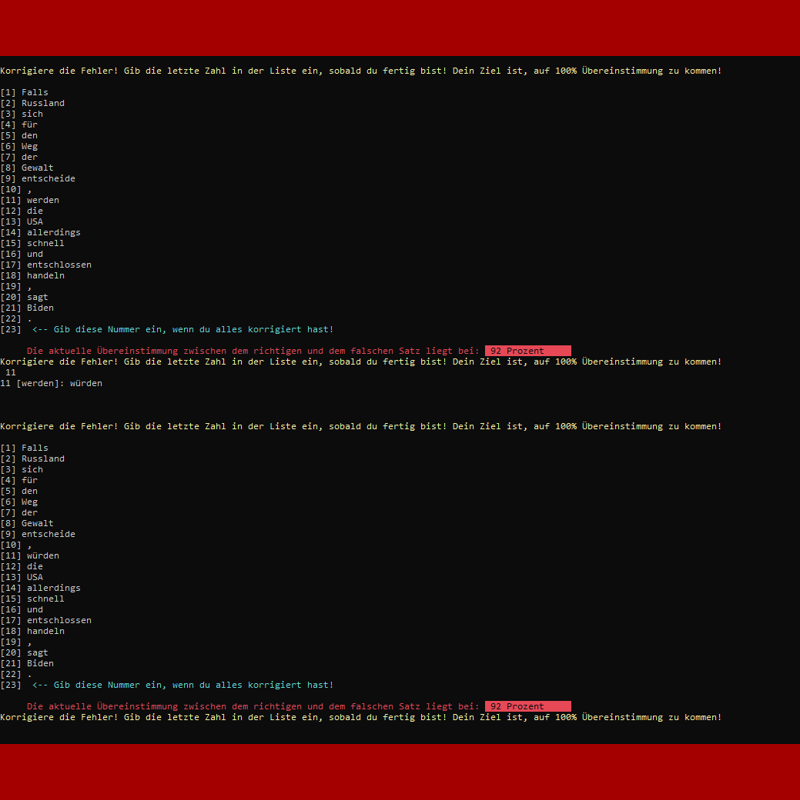 Korrigiere die Fehler! Gib die letzte Zahl in der Liste ein, sobald du fertig bist! Dein Ziel ist, auf 100% Übereinstimmung zu kommen!
[1] Falls
[2] Russland
[3] sich
[4] für
[5] den
[6] Weg
[7] der
[8] Gewalt
[9] entscheide
[10] ,
[11] werden
[12] die
[13] USA
[14] allerdings
[15] schnell
[16] und
[17] entschlossen
[18] handeln
[19] ,
[20] sagt
[21] Biden
[22] .
[23] <-- Gib diese Nummer ein, wenn du alles korrigiert hast!
Die aktuelle Übereinstimmung zwischen dem richtigen und dem falschen Satz liegt bei: 92 Prozent
Korrigiere die Fehler! Gib die letzte Zahl in der Liste ein, sobald du fertig bist! Dein Ziel ist, auf 100% Übereinstimmung zu kommen!
11
11 [werden]: würden
Korrigiere die Fehler! Gib die letzte Zahl in der Liste ein, sobald du fertig bist! Dein Ziel ist, auf 100% Übereinstimmung zu kommen!
[1] Falls
[2] Russland
[3] sich
[4] für
[5] den
[6] Weg
[7] der
[8] Gewalt
[9] entscheide
[10] ,
[11] würden
[12] die
[13] USA
[14] allerdings
[15] schnell
[16] und
[17] entschlossen
[18] handeln
[19] ,
[20] sagt
[21] Biden
[22] .
[23] <-- Gib diese Nummer ein, wenn du alles korrigiert hast!
Die aktuelle Übereinstimmung zwischen dem richtigen und dem falschen Satz liegt bei: 92 Prozent
Korrigiere die Fehler! Gib die letzte Zahl in der Liste ein, sobald du fertig bist! Dein Ziel ist, auf 100% Übereinstimmung zu kommen!